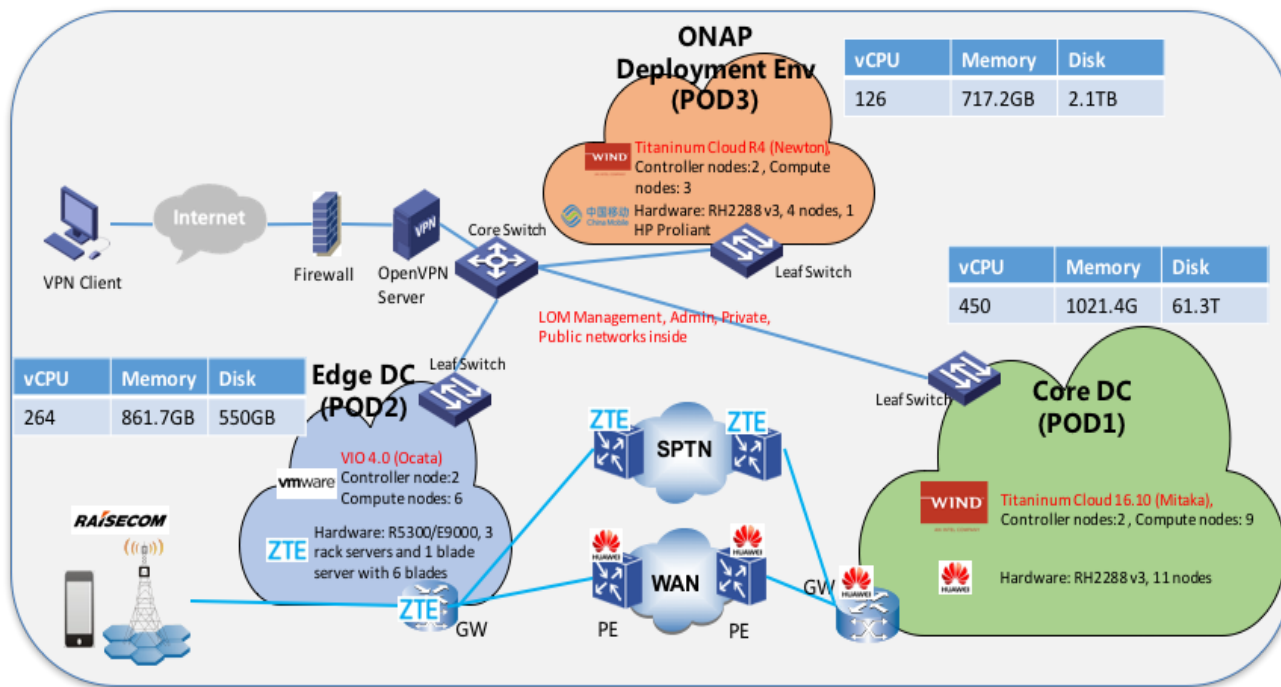 ONAP
Deployment Env
(POD3)
vCPU Memory Disk
126 717.2GB 2.1TB
WIND
Titaninum Cloud R4 (Newton),
Controller nodes:2 , Compute
nodes: 3
中国移动
China Mobile
Hardware: RH2288 v3, 4 nodes, 1
HP Proliant
Internet
VPN
Core Switch
VPN Client
Firewall
OpenVPN
Server
Leaf Switch
vCPU Memory Disk
450 1021.4G 61.3T
LOM Management, Admin, Private,
Public networks inside
Leaf Switch
vCPU Memory Disk
264 861.7GB 550GB
Edge DC
(POD2)
Leaf Switch
Core DC
(POD1)
ZTE
SPTN
ZTE
VIO 4.0 (Ocata)
vmware
Controller node:2
Compute nodes: 6
WIND
Titaninum Cloud 16.10 (Mitaka),
Controller nodes:2 , Compute nodes: 9
RAISECOM
ZTE
Hardware: R5300/E9000, 3
rack servers and 1 blade
server with 6 blades
HUAWEI
WAN
HUAWEI
HUAWEI
HUAWEI
Hardware: RH2288 v3, 11 nodes
ZTE
GW
PE
PE
GW